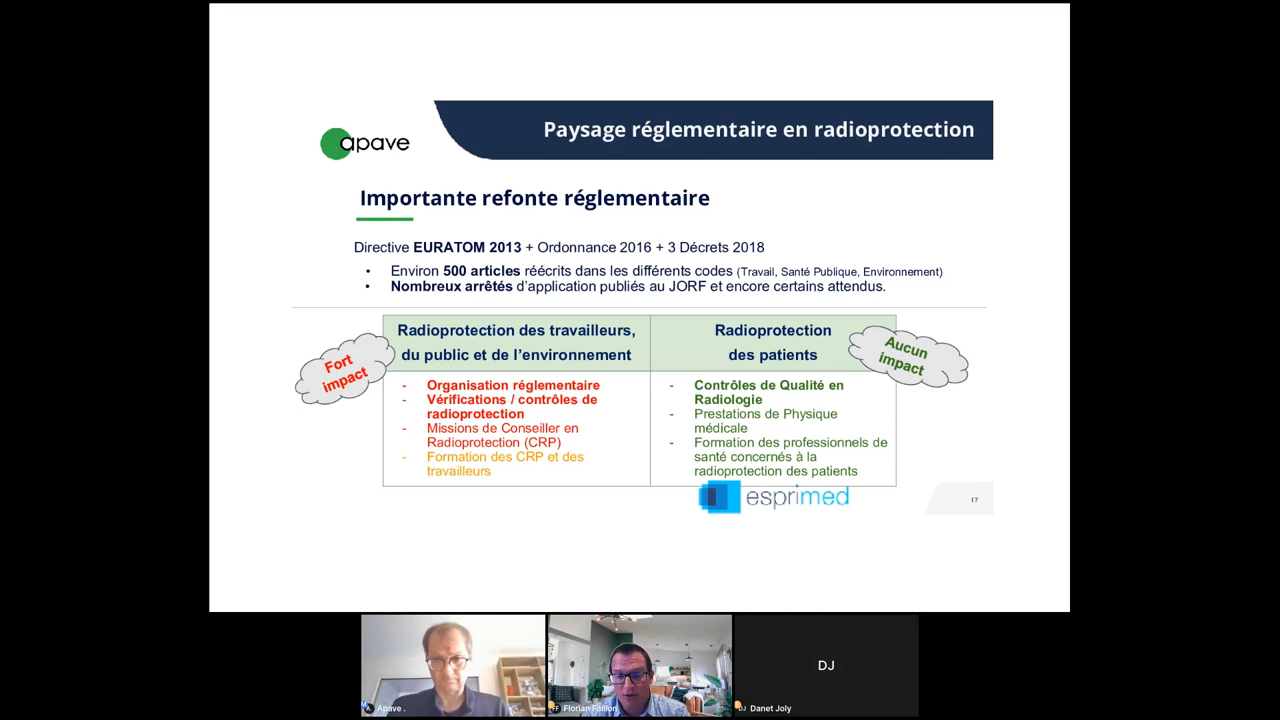 apave
Paysage réglementaire en radioprotection
Importante refonte réglementaire
Directive EURATOM 2013 + Ordonnance 2016 + 3 Décrets 2018
• Environ 500 articles réécrits dans les différents codes (Travail, Santé Publique, Environnement)
• Nombreux arrêtés d’application publiés au JORF et encore certains attendus.
Fort
impact
Radioprotection des travailleurs,
du public et de l’environnement
- Organisation réglementaire
- Vérifications / contrôles de
radioprotection
- Missions de Conseiller en
Radioprotection (CRP)
- Formation des CRP et des
travailleurs
Radioprotection
des patients
Aucun
impact
- Contrôles de Qualité en
Radiologie
- Prestations de Physique
médicale
- Formation des professionnels de
santé concernés à la
radioprotection des patients
esprimed
17
Apave .
FF Florian Faillon
DJ
DJ Danet Joly